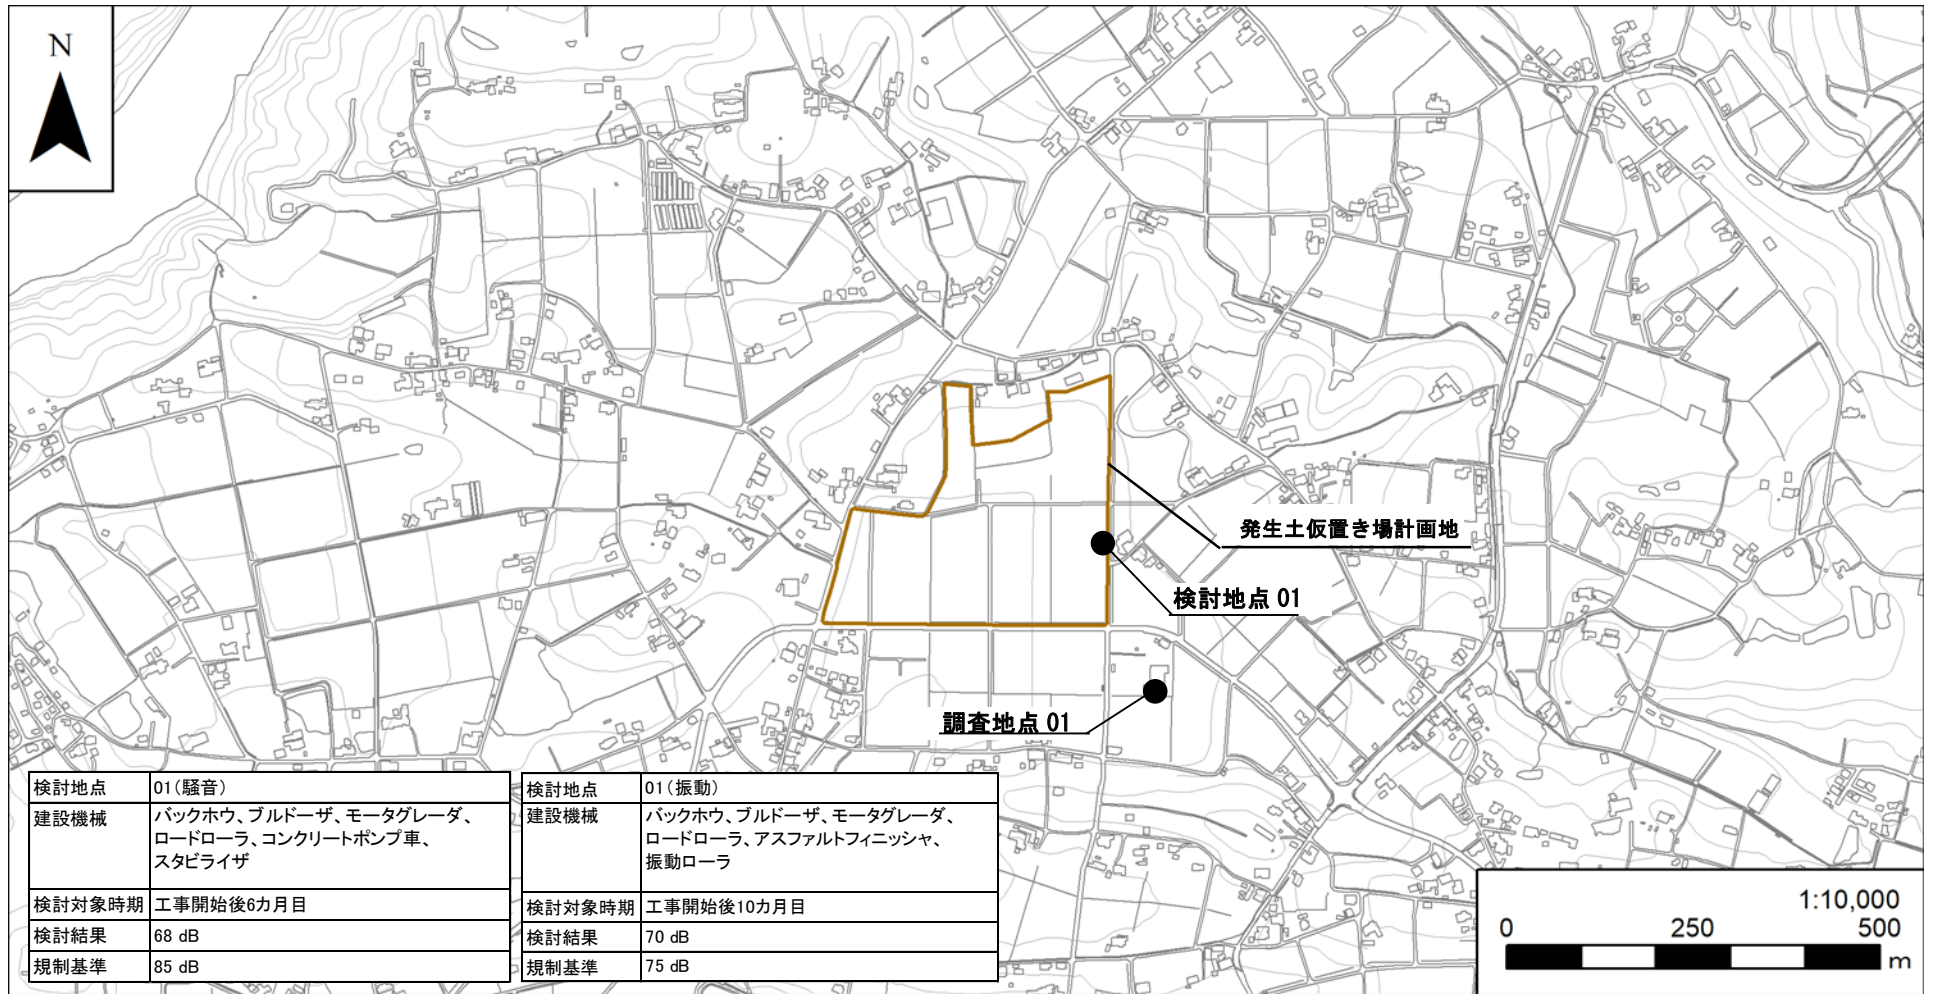 N
発生土仮置き場計画地
検討地点 01
調査地点 01
検討地点 01(騒音)
建設機械 バックホウ、ブルドーザ、モータグレーダ、
ロードローラ、コンクリートポンプ車、
スタビライザ
検討対象時期 工事開始後6カ月目
検討結果 68 dB
規制基準 85 dB
検討地点 01(振動)
建設機械 バックホウ、ブルドーザ、モータグレーダ、
ロードローラ、アスファルトフィニッシャ、
振動ローラ
検討対象時期 工事開始後10カ月目
検討結果 70 dB
規制基準 75 dB
1:10,000
0 250 500
m